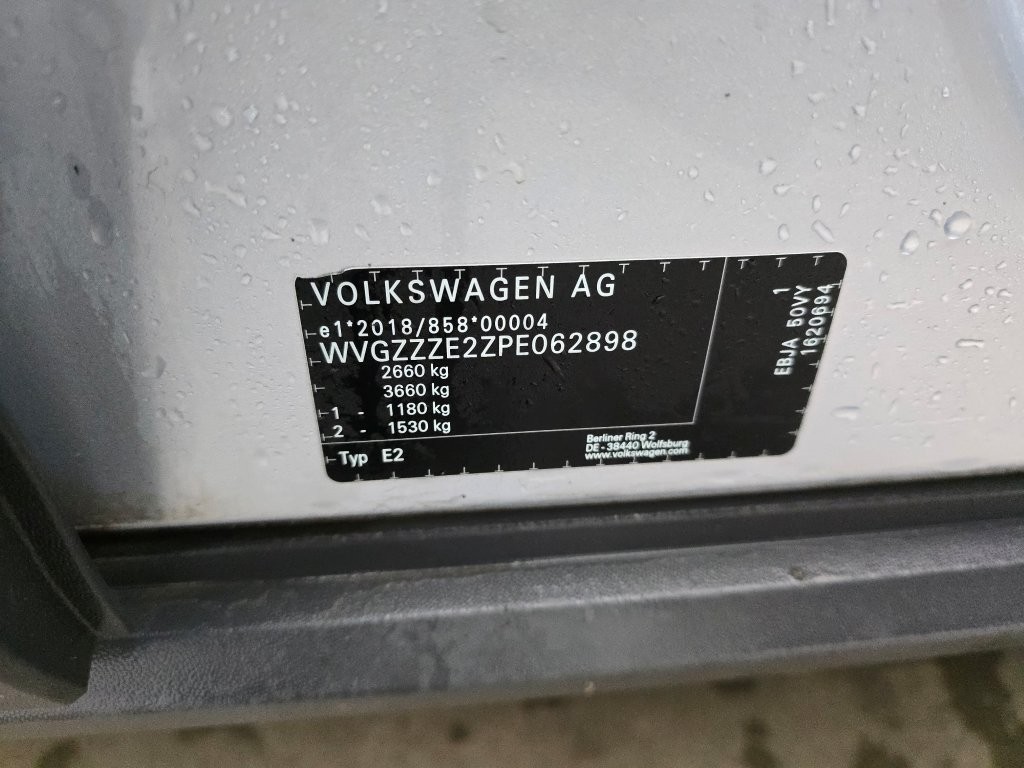 VOLKSWAGEN AG
e1*2018/858*00004
WVGZZZE2ZPE062898
2660 kg
3660 kg
1 - 1180 kg
2 - 1530 kg
Typ E2
Berliner Ring 2
DE - 38440 Wolfsburg
www.volkswagen.com
1
EBJA 50VY
1620694